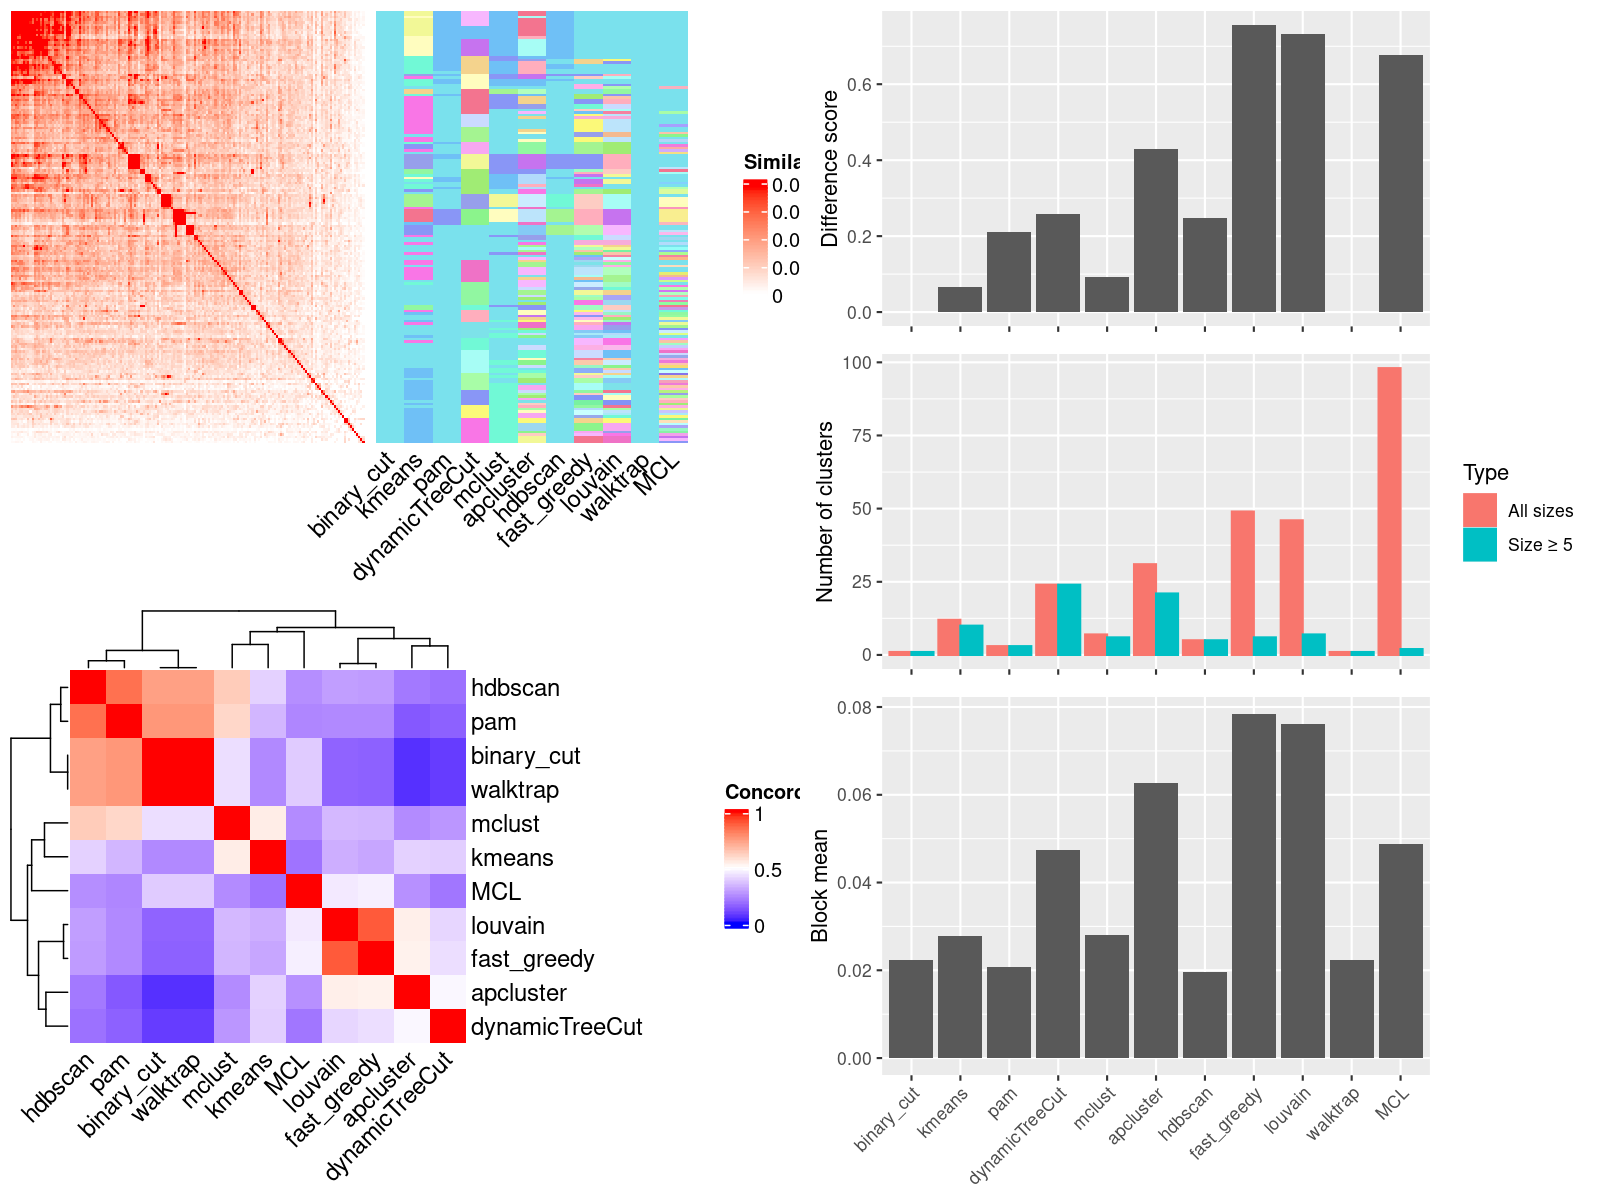 Simila
0.0
0.0
0.0
0.0
0
binary_cut
kmeans
pam
dynamicTreeCut
mclust
apcluster
hdbscan
fast_greedy
louvain
walktrap
MCL
Difference score
0.6
0.4
0.2
0.0
Number of clusters
100
75
50
25
0
Type
All sizes
Size ≥ 5
hdbscan
pam
binary_cut
walktrap
mclust
kmeans
MCL
louvain
fast_greedy
apcluster
dynamicTreeCut
hdbscan
pam
binary_cut
walktrap
mclust
kmeans
MCL
louvain
fast_greedy
apcluster
dynamicTreeCut
Concord
1
0.5
0
Block mean
0.08
0.06
0.04
0.02
0.00
binary_cut
kmeans
pam
dynamicTreeCut
mclust
apcluster
hdbscan
fast_greedy
louvain
walktrap
MCL